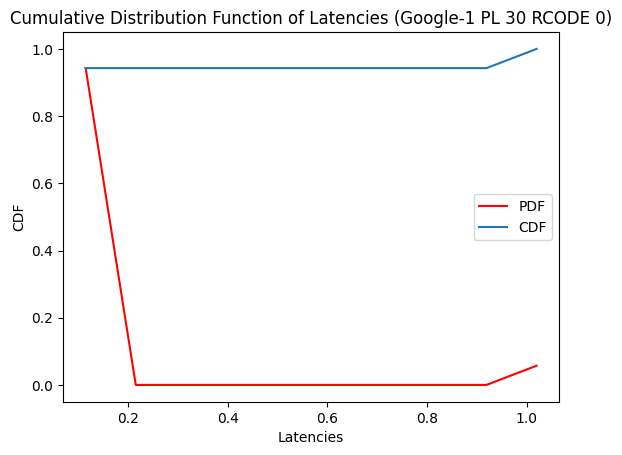 Cumulative Distribution Function of Latencies (Google-1 PL 30 RCODE 0)
1.0
0.8
0.6
0.4
0.2
0.0
CDF
PDF
CDF
0.2 0.4 0.6 0.8 1.0
Latencies